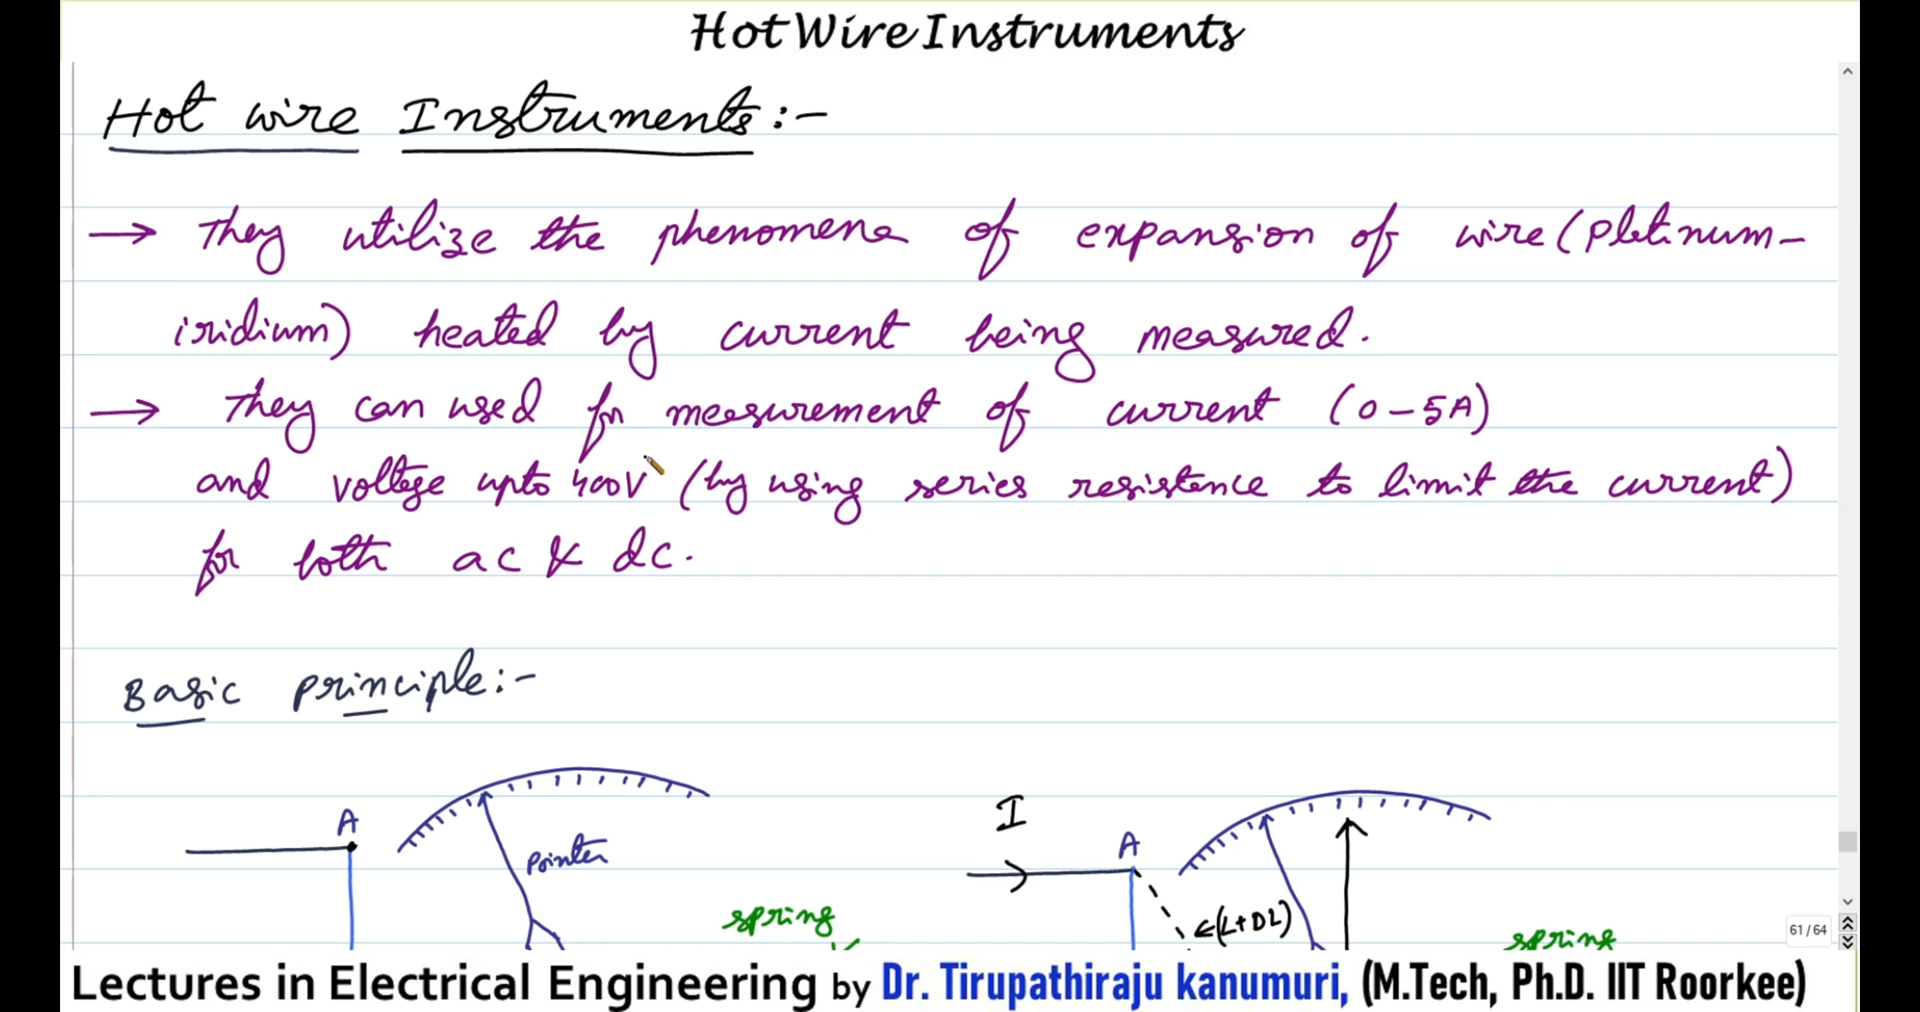 Hot Wire Instruments
Hot wire Instruments:-
→ They utilize the phenomena of expansion of wire (platinum-
iridium) heated by current being measured.
→ They can used for measurement of current (0-5A)
and voltage upto 400V (by using series resistance to limit the current)
for both ac & dc.
Basic principle:-
A
pointer
spring
I
A
←(L+DL)
spring
61 / 64
Lectures in Electrical Engineering by Dr. Tirupathiraju kanumuri, (M.Tech, Ph.D. IIT Roorkee)